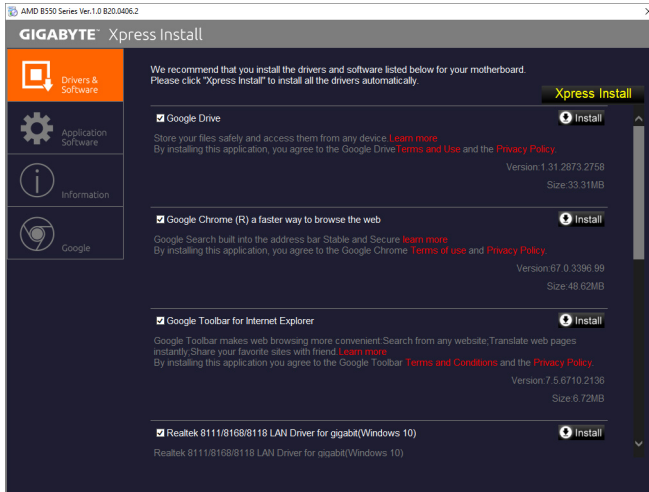 AMD B550 Series Ver.1.0 B20.0406.2
GIGABYTE™ Xpress Install
Drivers & Software
Application Software
Information
Google
We recommend that you install the drivers and software listed below for your motherboard.
Please click "Xpress Install" to install all the drivers automatically.
Xpress Install
Google Drive
Install
Store your files safely and access them from any device.Learn more
By installing this application, you agree to the Google DriveTerms and Use and the Privacy Policy.
Version:1.31.2873.2758
Size:33.31MB
Google Chrome (R) a faster way to browse the web
Install
Google Search built into the address bar Stable and Secure learn more
By installing this application, you agree to the Google Chrome Terms of use and Privacy Policy.
Version:67.0.3396.99
Size:48.62MB
Google Toolbar for Internet Explorer
Install
Google Toolbar makes web browsing more convenient:Search from any website;Translate web pages
instantly;Share your favorite sites with friend.Learn more
By installing this application you agree to the Google Toolbar Terms and Conditions and the Privacy Policy.
Version:7.5.6710.2136
Size:6.72MB
Realtek 8111/8168/8118 LAN Driver for gigabit(Windows 10)
Install
Realtek 8111/8168/8118 LAN Driver for gigabit(Windows 10)